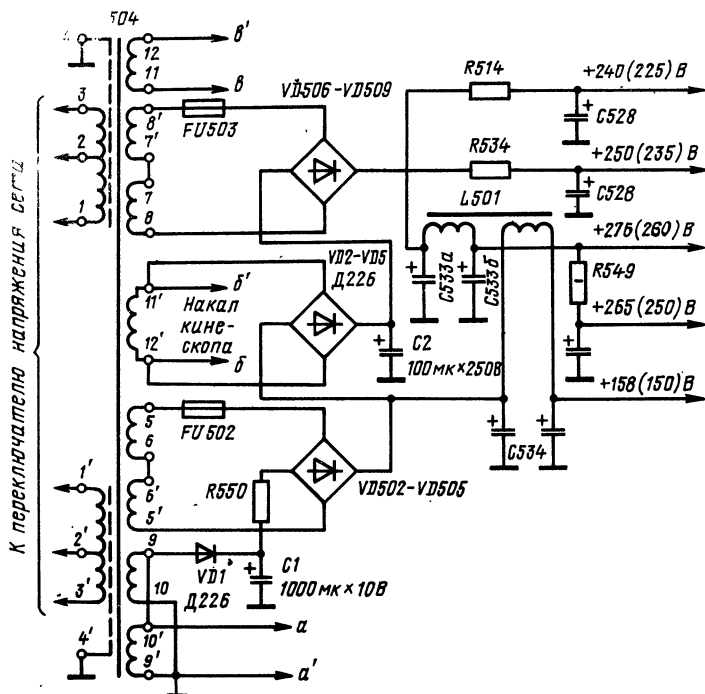 504
12
11
в'
в
3
2
1
8'
7'
7
8
FU503
VD506-VD509
R514
+240(225) В
C528
R534
+250(235) В
C528
L501
+276(260) В
C533а
C533б
R549
+265(250) В
VD2-VD5
Д226
11'
12'
б'
Накал
кине-
скопа
б
C2
100мк×250В
+158(150) В
C534
5
6
6'
5'
FU502
R550
VD502-VD505
К переключателю напряжения сети
1'
2'
3'
4'
9
10
10'
9'
VD1
Д226
C1
1000мк×10В
а
а'